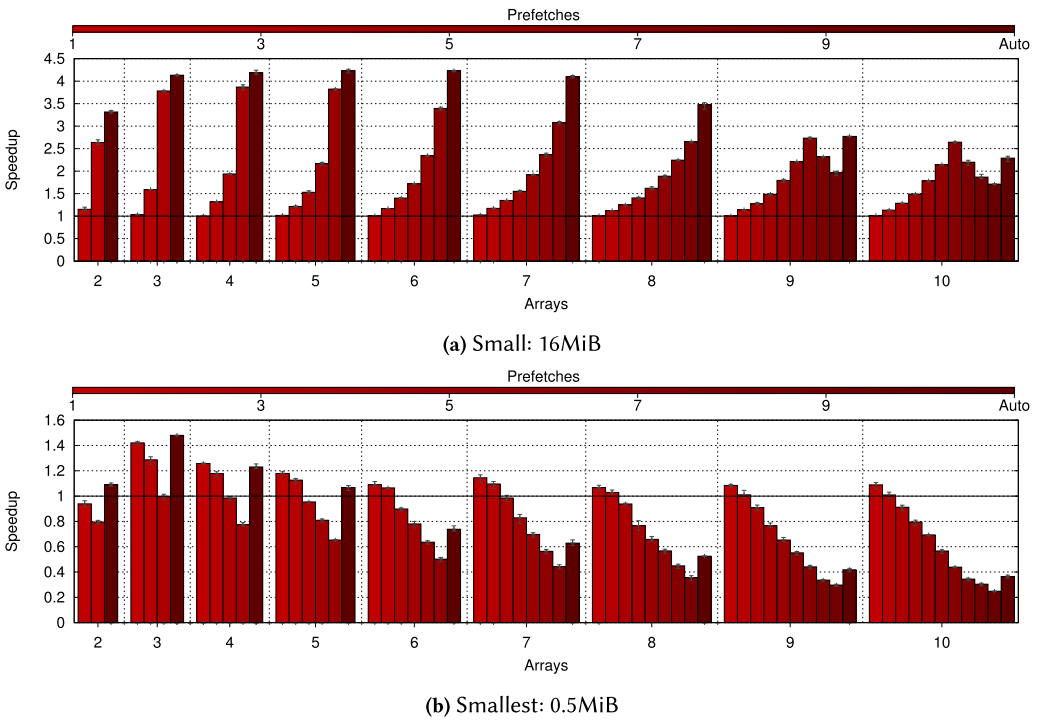 Prefetches
1 3 5 7 9 Auto
4.5
4
3.5
3
2.5
2
1.5
1
0.5
0
Speedup
2 3 4 5 6 7 8 9 10
Arrays
(a) Small: 16MiB
Prefetches
1 3 5 7 9 Auto
1.6
1.4
1.2
1
0.8
0.6
0.4
0.2
0
Speedup
2 3 4 5 6 7 8 9 10
Arrays
(b) Smallest: 0.5MiB